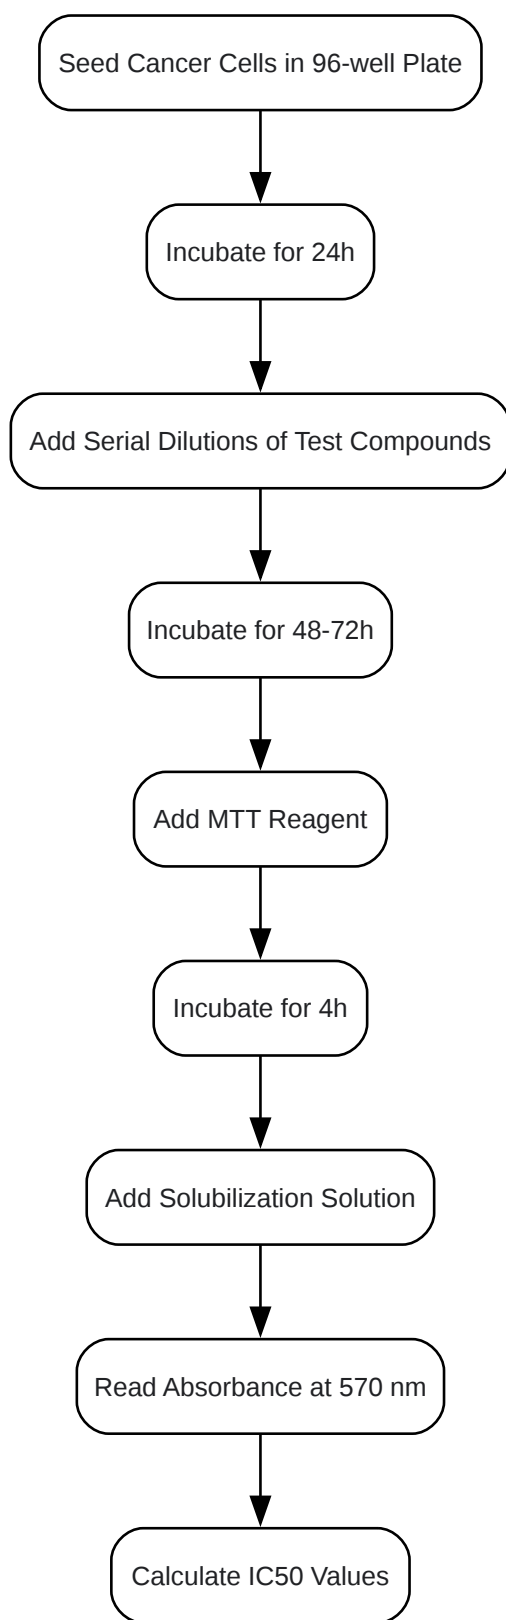 Seed Cancer Cells in 96-well Plate
Incubate for 24h
Add Serial Dilutions of Test Compounds
Incubate for 48-72h
Add MTT Reagent
Incubate for 4h
Add Solubilization Solution
Read Absorbance at 570 nm
Calculate IC50 Values